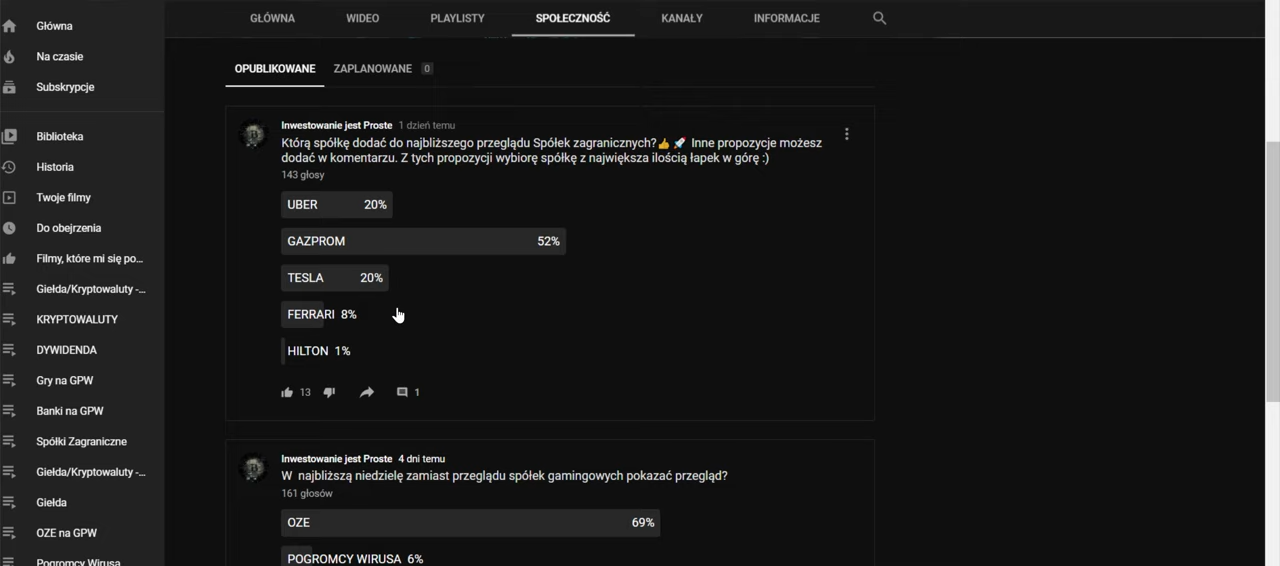 GŁÓWNA WIDEO PLAYLISTY SPOŁECZNOŚĆ KANAŁY INFORMACJE
Główna
Na czasie
Subskrypcje
Biblioteka
Historia
Twoje filmy
Do obejrzenia
Filmy, które mi się po...
Giełda/Kryptowaluty -...
KRYPTOWALUTY
DYWIDENDA
Gry na GPW
Banki na GPW
Spółki Zagraniczne
Giełda/Kryptowaluty -...
Giełda
OZE na GPW
Pogromcy Wirusa
OPUBLIKOWANE ZAPLANOWANE 0
Inwestowanie jest Proste 1 dzień temu
Którą spółkę dodać do najbliższego przeglądu Spółek zagranicznych?👍🚀 Inne propozycje możesz
dodać w komentarzu. Z tych propozycji wybiorę spółkę z największa ilością łapek w górę :)
143 głosy
UBER 20%
GAZPROM 52%
TESLA 20%
FERRARI 8%
HILTON 1%
13 1
Inwestowanie jest Proste 4 dni temu
W najbliższą niedzielę zamiast przeglądu spółek gamingowych pokazać przegląd?
161 głosów
OZE 69%
POGROMCY WIRUSA 6%